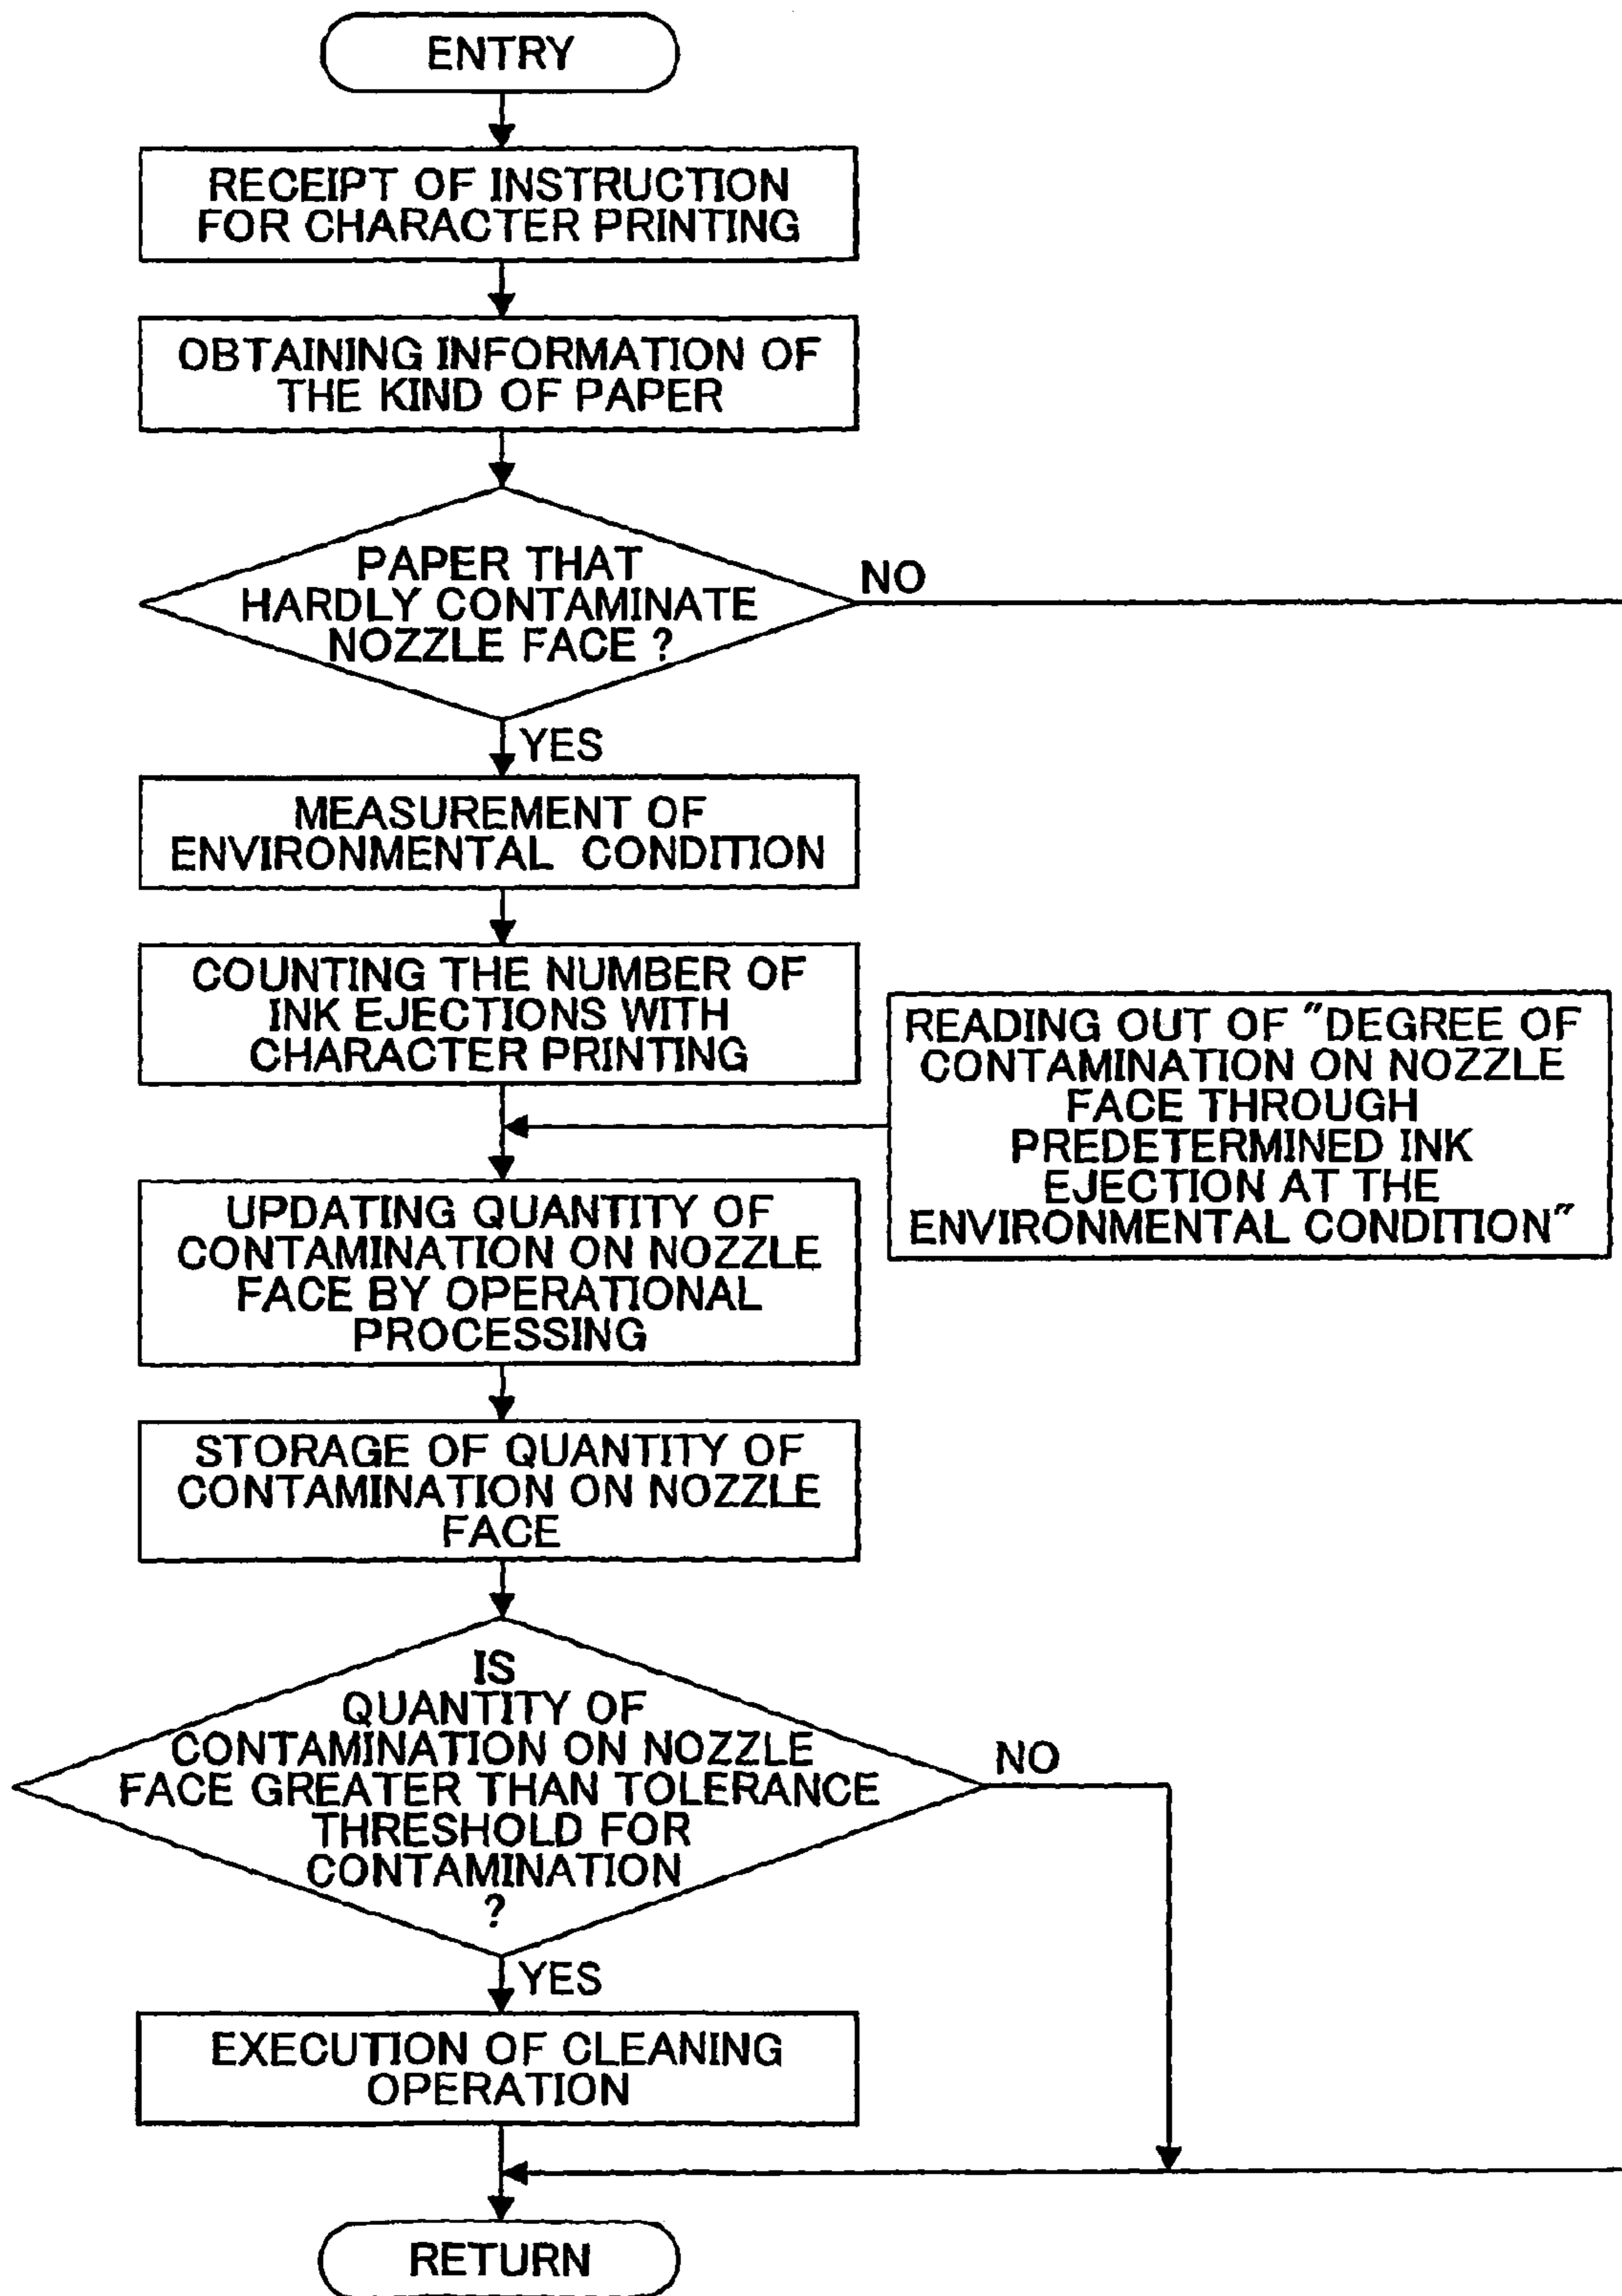 ENTRY
RECEIPT OF INSTRUCTION
FOR CHARACTER PRINTING
OBTAINING INFORMATION OF
THE KIND OF PAPER
PAPER THAT
HARDLY CONTAMINATE
NOZZLE FACE ?
NO
YES
MEASUREMENT OF
ENVIRONMENTAL CONDITION
COUNTING THE NUMBER OF
INK EJECTIONS WITH
CHARACTER PRINTING
READING OUT OF "DEGREE OF
CONTAMINATION ON NOZZLE
FACE THROUGH
PREDETERMINED INK
EJECTION AT THE
ENVIRONMENTAL CONDITION"
UPDATING QUANTITY OF
CONTAMINATION ON NOZZLE
FACE BY OPERATIONAL
PROCESSING
STORAGE OF QUANTITY OF
CONTAMINATION ON NOZZLE
FACE
IS
QUANTITY OF
CONTAMINATION ON NOZZLE
FACE GREATER THAN TOLERANCE
THRESHOLD FOR
CONTAMINATION
?
NO
YES
EXECUTION OF CLEANING
OPERATION
RETURN